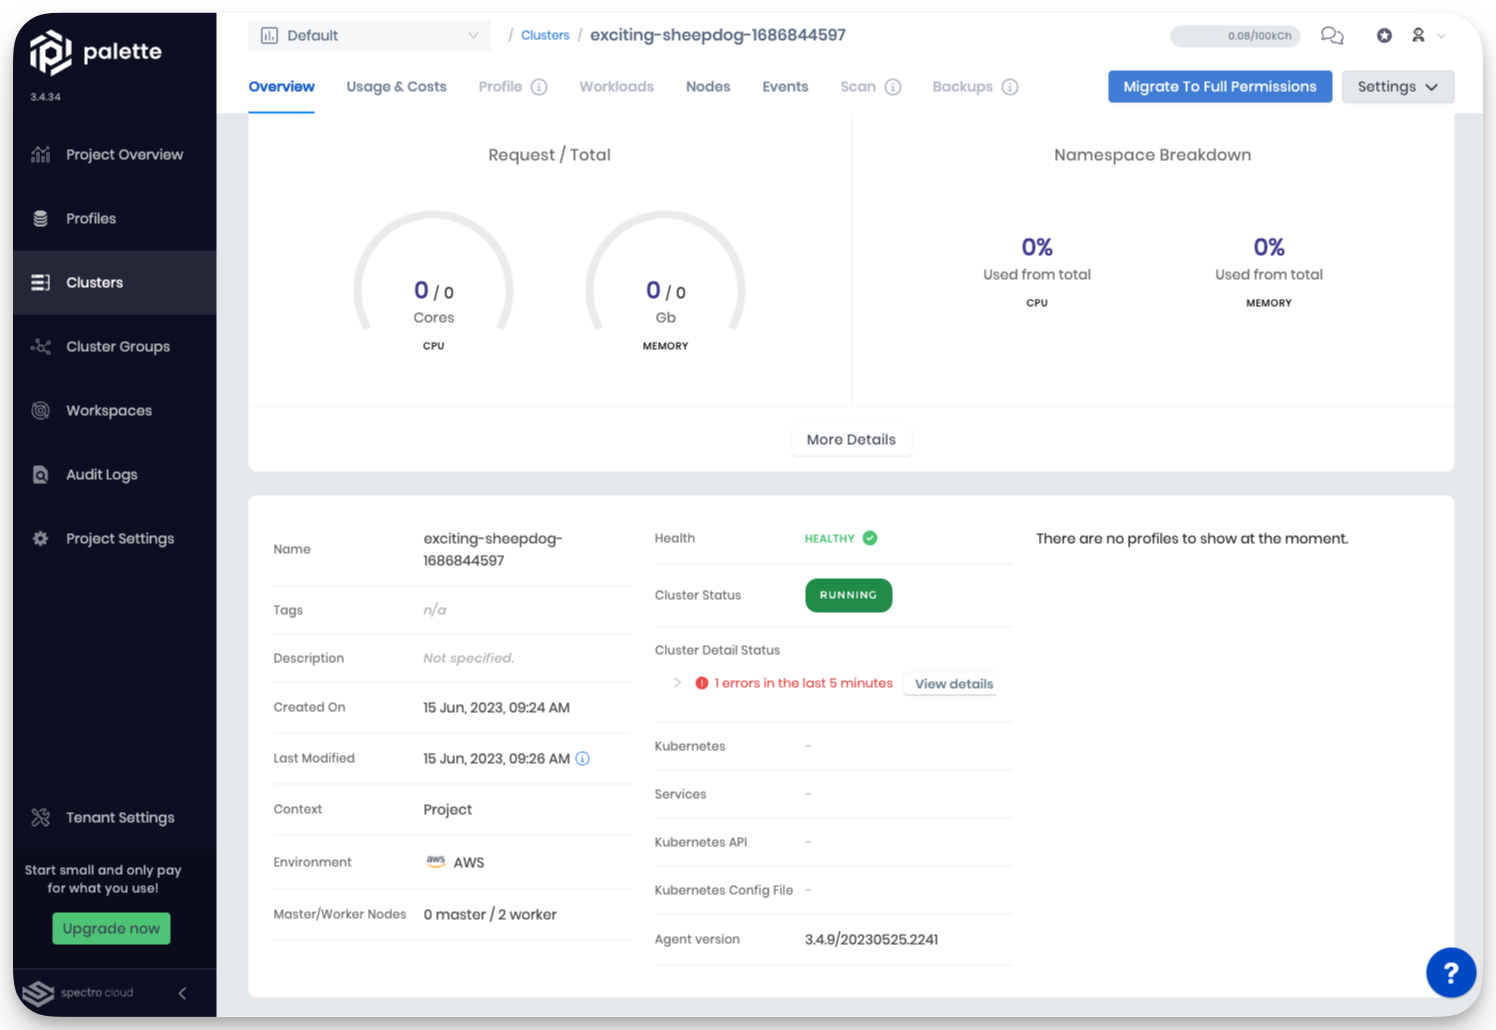 palette
3.4.34
Project Overview
Profiles
Clusters
Cluster Groups
Workspaces
Audit Logs
Project Settings
Tenant Settings
Start small and only pay
for what you use!
Upgrade now
spectro cloud
Default
/ Clusters / exciting-sheepdog-1686844597
0.08/100kCh
Overview Usage & Costs Profile Workloads Nodes Events Scan Backups
Migrate To Full Permissions
Settings
Request / Total
0 / 0
Cores
CPU
0 / 0
Gb
MEMORY
Namespace Breakdown
0%
Used from total
CPU
0%
Used from total
MEMORY
More Details
Name exciting-sheepdog-
1686844597
Tags n/a
Description Not specified.
Created On 15 Jun, 2023, 09:24 AM
Last Modified 15 Jun, 2023, 09:26 AM
Context Project
Environment aws AWS
Master/Worker Nodes 0 master / 2 worker
Health HEALTHY
Cluster Status RUNNING
Cluster Detail Status
1 errors in the last 5 minutes View details
Kubernetes -
Services -
Kubernetes API -
Kubernetes Config File -
Agent version 3.4.9/20230525.2241
There are no profiles to show at the moment.
?